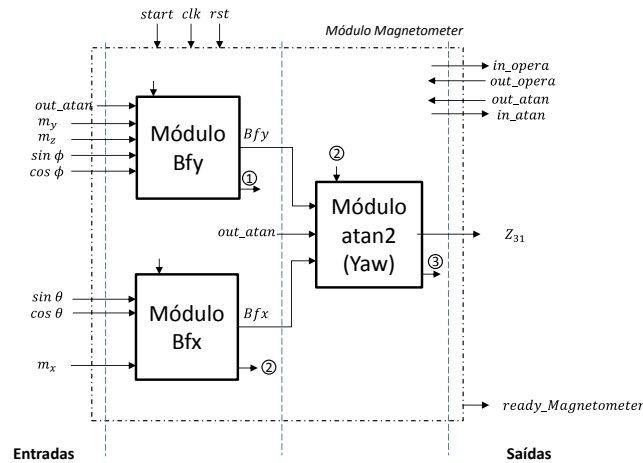 start clk rst
Módulo Magnetometer
in_opera
out_opera
out_atan
in_atan
out_atan
m_y
m_z
sin ϕ
cos ϕ
Módulo
Bfy
Bfy
①
②
Módulo
atan2
(Yaw)
out_atan
Z_31
③
sin θ
cos θ
m_x
Módulo
Bfx
Bfx
②
ready_Magnetometer
Entradas
Saídas